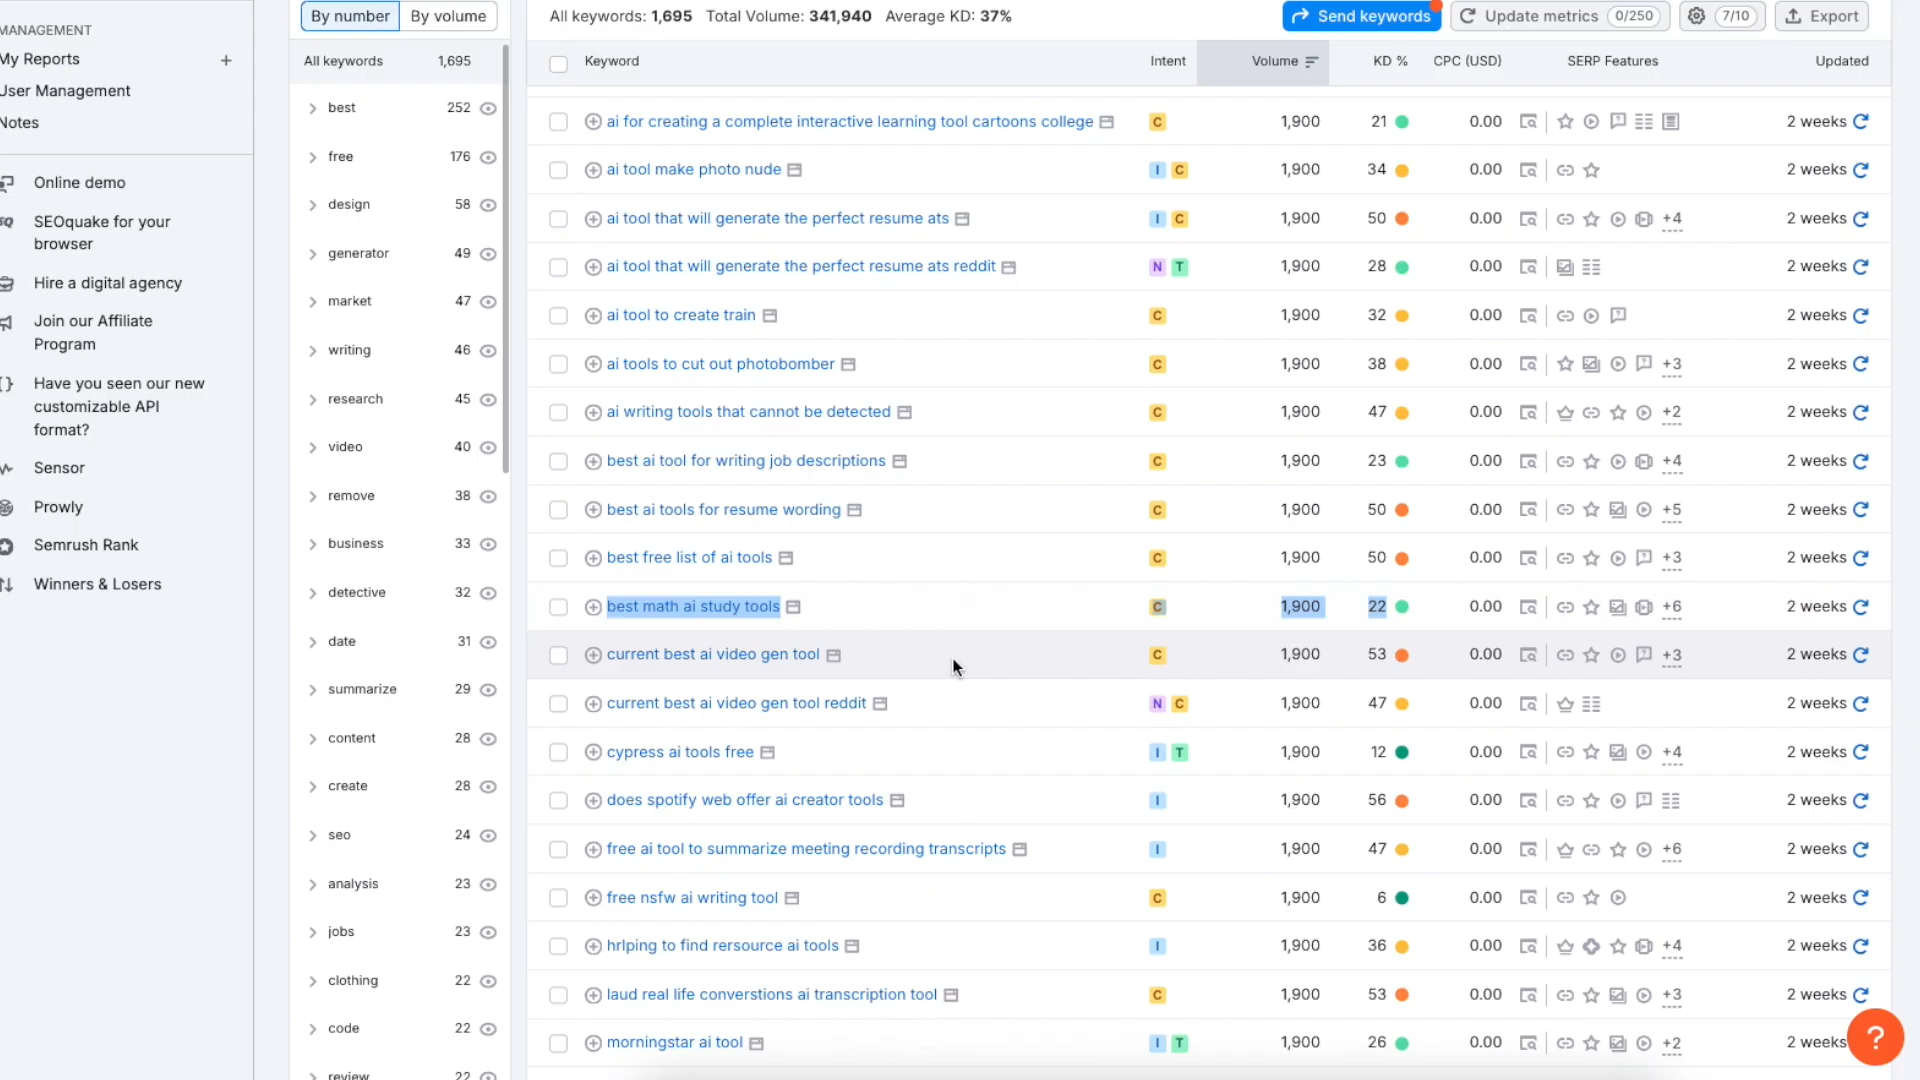 MANAGEMENT
My Reports +
User Management
Notes
Online demo
SEOquake for your
browser
Hire a digital agency
Join our Affiliate
Program
Have you seen our new
customizable API
format?
Sensor
Prowly
Semrush Rank
Winners & Losers
By number By volume
All keywords 1,695
best 252
free 176
design 58
generator 49
market 47
writing 46
research 45
video 40
remove 38
business 33
detective 32
date 31
summarize 29
content 28
create 28
seo 24
analysis 23
jobs 23
clothing 22
code 22
review 22
All keywords: 1,695 Total Volume: 341,940 Average KD: 37%
Send keywords Update metrics 0/250 7/10 Export
Keyword Intent Volume KD % CPC (USD) SERP Features Updated
ai for creating a complete interactive learning tool cartoons college C 1,900 21 0.00 2 weeks
ai tool make photo nude I C 1,900 34 0.00 2 weeks
ai tool that will generate the perfect resume ats I C 1,900 50 0.00 +4 2 weeks
ai tool that will generate the perfect resume ats reddit N T 1,900 28 0.00 2 weeks
ai tool to create train C 1,900 32 0.00 2 weeks
ai tools to cut out photobomber C 1,900 38 0.00 +3 2 weeks
ai writing tools that cannot be detected C 1,900 47 0.00 +2 2 weeks
best ai tool for writing job descriptions C 1,900 23 0.00 +4 2 weeks
best ai tools for resume wording C 1,900 50 0.00 +5 2 weeks
best free list of ai tools C 1,900 50 0.00 +3 2 weeks
best math ai study tools C 1,900 22 0.00 +6 2 weeks
current best ai video gen tool C 1,900 53 0.00 +3 2 weeks
current best ai video gen tool reddit N C 1,900 47 0.00 2 weeks
cypress ai tools free I T 1,900 12 0.00 +4 2 weeks
does spotify web offer ai creator tools I 1,900 56 0.00 2 weeks
free ai tool to summarize meeting recording transcripts I 1,900 47 0.00 +6 2 weeks
free nsfw ai writing tool C 1,900 6 0.00 2 weeks
hrlping to find rersource ai tools I 1,900 36 0.00 +4 2 weeks
laud real life converstions ai transcription tool C 1,900 53 0.00 +3 2 weeks
morningstar ai tool I T 1,900 26 0.00 +2 2 weeks
?